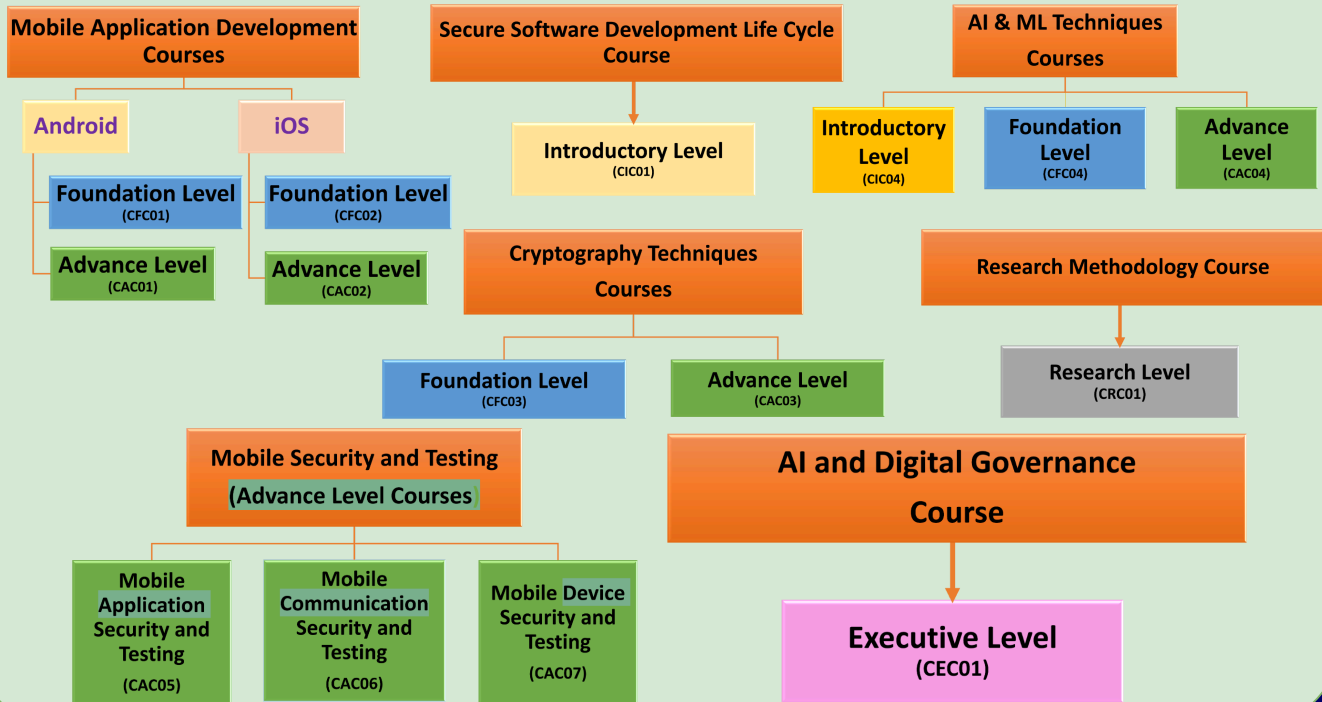 Mobile Application Development
Courses
Android
iOS
Foundation Level
(CFC01)
Advance Level
(CAC01)
Foundation Level
(CFC02)
Advance Level
(CAC02)
Secure Software Development Life Cycle
Course
Introductory Level
(CIC01)
AI & ML Techniques
Courses
Introductory
Level
(CIC04)
Foundation
Level
(CFC04)
Advance
Level
(CAC04)
Cryptography Techniques
Courses
Foundation Level
(CFC03)
Advance Level
(CAC03)
Research Methodology Course
Research Level
(CRC01)
Mobile Security and Testing
(Advance Level Courses)
Mobile
Application
Security and
Testing
(CAC05)
Mobile
Communication
Security and
Testing
(CAC06)
Mobile Device
Security and
Testing
(CAC07)
AI and Digital Governance
Course
Executive Level
(CEC01)